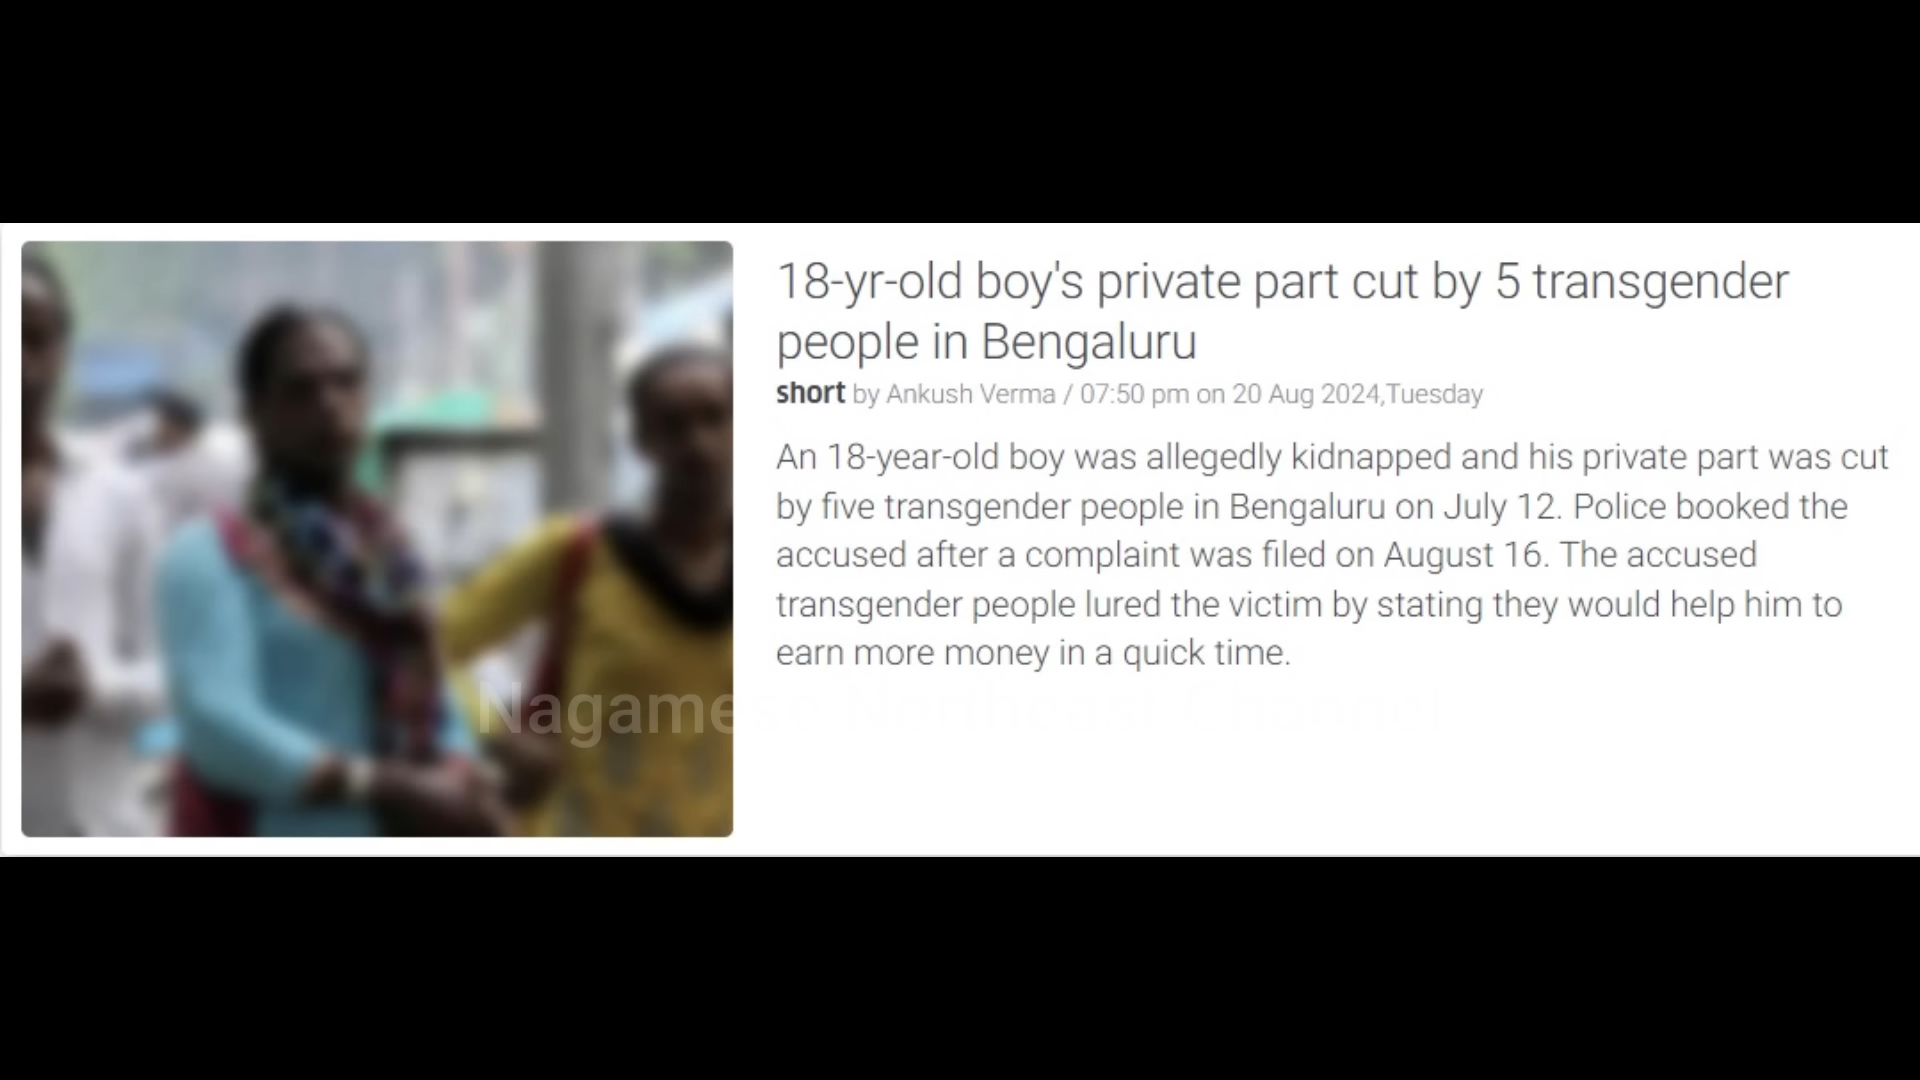 18-yr-old boy's private part cut by 5 transgender
people in Bengaluru
short by Ankush Verma / 07:50 pm on 20 Aug 2024,Tuesday
An 18-year-old boy was allegedly kidnapped and his private part was cut
by five transgender people in Bengaluru on July 12. Police booked the
accused after a complaint was filed on August 16. The accused
transgender people lured the victim by stating they would help him to
earn more money in a quick time.